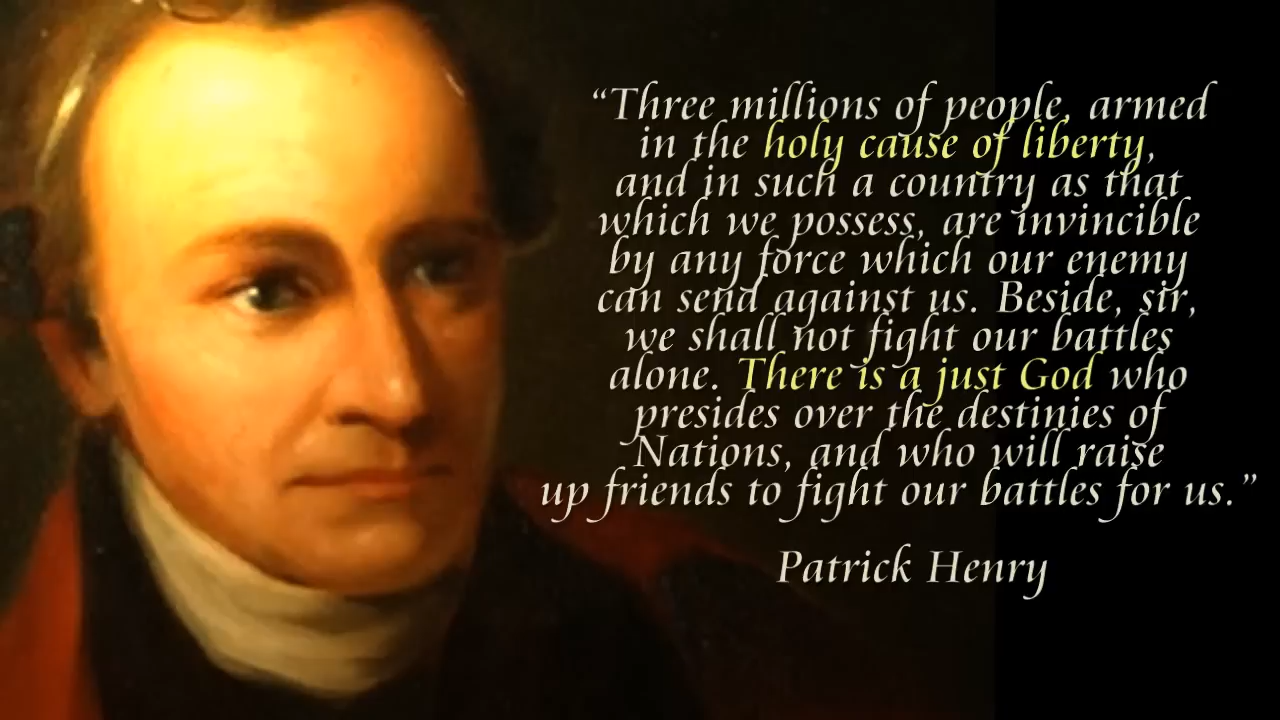 “Three millions of people, armed
in the holy cause of liberty,
and in such a country as that
which we possess, are invincible
by any force which our enemy
can send against us. Beside, sir,
we shall not fight our battles
alone. There is a just God who
presides over the destinies of
Nations, and who will raise
up friends to fight our battles for us.”
Patrick Henry